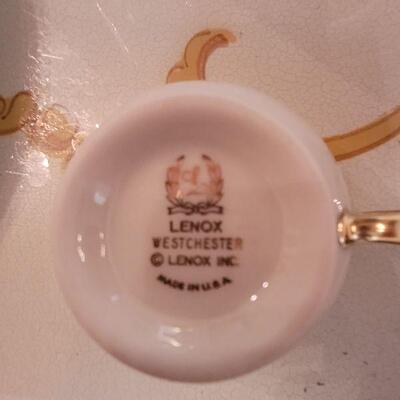 L
LENOX
WESTCHESTER
© LENOX INC.
MADE IN U.S.A.